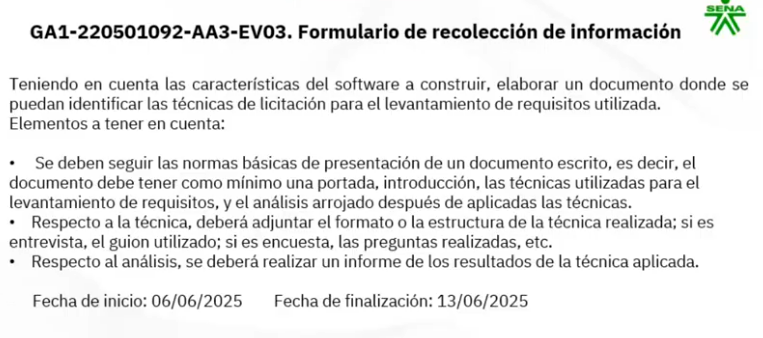 SENA
GA1-220501092-AA3-EV03. Formulario de recolección de información
Teniendo en cuenta las características del software a construir, elaborar un documento donde se
puedan identificar las técnicas de licitación para el levantamiento de requisitos utilizada.
Elementos a tener en cuenta:
• Se deben seguir las normas básicas de presentación de un documento escrito, es decir, el
documento debe tener como mínimo una portada, introducción, las técnicas utilizadas para el
levantamiento de requisitos, y el análisis arrojado después de aplicadas las técnicas.
• Respecto a la técnica, deberá adjuntar el formato o la estructura de la técnica realizada; si es
entrevista, el guion utilizado; si es encuesta, las preguntas realizadas, etc.
• Respecto al análisis, se deberá realizar un informe de los resultados de la técnica aplicada.
Fecha de inicio: 06/06/2025 Fecha de finalización: 13/06/2025